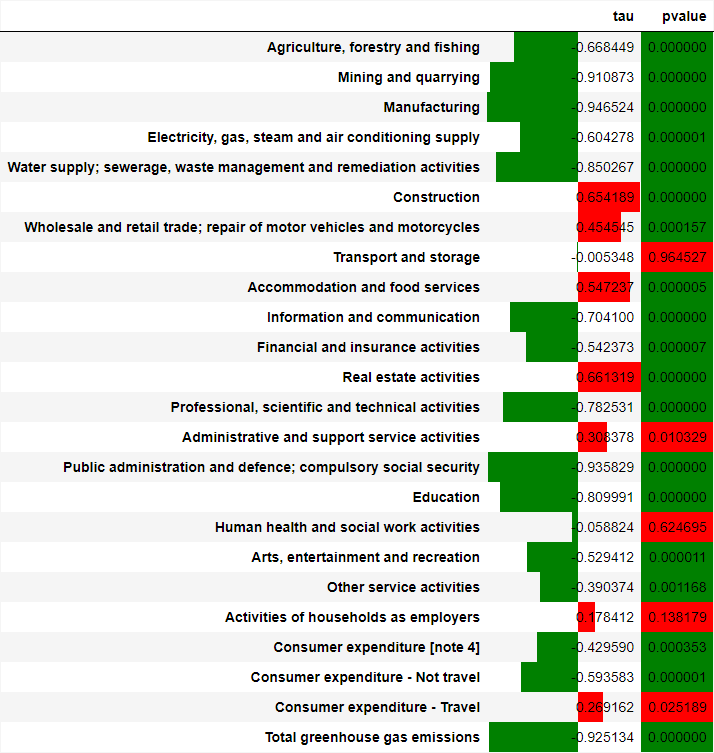 tau pvalue
Agriculture, forestry and fishing -0.668449 0.000000
Mining and quarrying -0.910873 0.000000
Manufacturing -0.946524 0.000000
Electricity, gas, steam and air conditioning supply -0.604278 0.000001
Water supply; sewerage, waste management and remediation activities -0.850267 0.000000
Construction 0.654189 0.000000
Wholesale and retail trade; repair of motor vehicles and motorcycles 0.454545 0.000157
Transport and storage -0.005348 0.964527
Accommodation and food services 0.547237 0.000005
Information and communication -0.704100 0.000000
Financial and insurance activities -0.542373 0.000007
Real estate activities 0.661319 0.000000
Professional, scientific and technical activities -0.782531 0.000000
Administrative and support service activities 0.308378 0.010329
Public administration and defence; compulsory social security -0.935829 0.000000
Education -0.809991 0.000000
Human health and social work activities -0.058824 0.624695
Arts, entertainment and recreation -0.529412 0.000011
Other service activities -0.390374 0.001168
Activities of households as employers 0.178412 0.138179
Consumer expenditure [note 4] -0.429590 0.000353
Consumer expenditure - Not travel -0.593583 0.000001
Consumer expenditure - Travel 0.269162 0.025189
Total greenhouse gas emissions -0.925134 0.000000